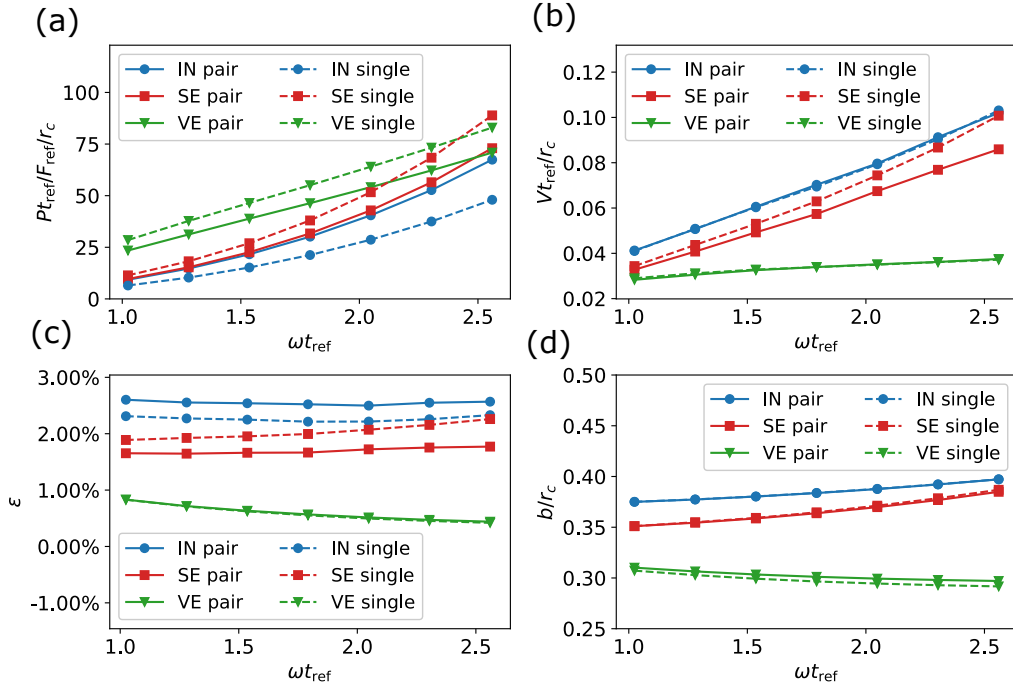 (a)
Pt_ref/F_ref/r_c
100
75
50
25
0
IN pair
SE pair
VE pair
IN single
SE single
VE single
1.0 1.5 2.0 2.5
ωt_ref
(b)
Vt_ref/r_c
0.12
0.10
0.08
0.06
0.04
0.02
IN pair
SE pair
VE pair
IN single
SE single
VE single
1.0 1.5 2.0 2.5
ωt_ref
(c)
ε
3.00%
2.00%
1.00%
0.00%
-1.00%
IN pair
SE pair
VE pair
IN single
SE single
VE single
1.0 1.5 2.0 2.5
ωt_ref
(d)
b/r_c
0.50
0.45
0.40
0.35
0.30
0.25
IN pair
SE pair
VE pair
IN single
SE single
VE single
1.0 1.5 2.0 2.5
ωt_ref